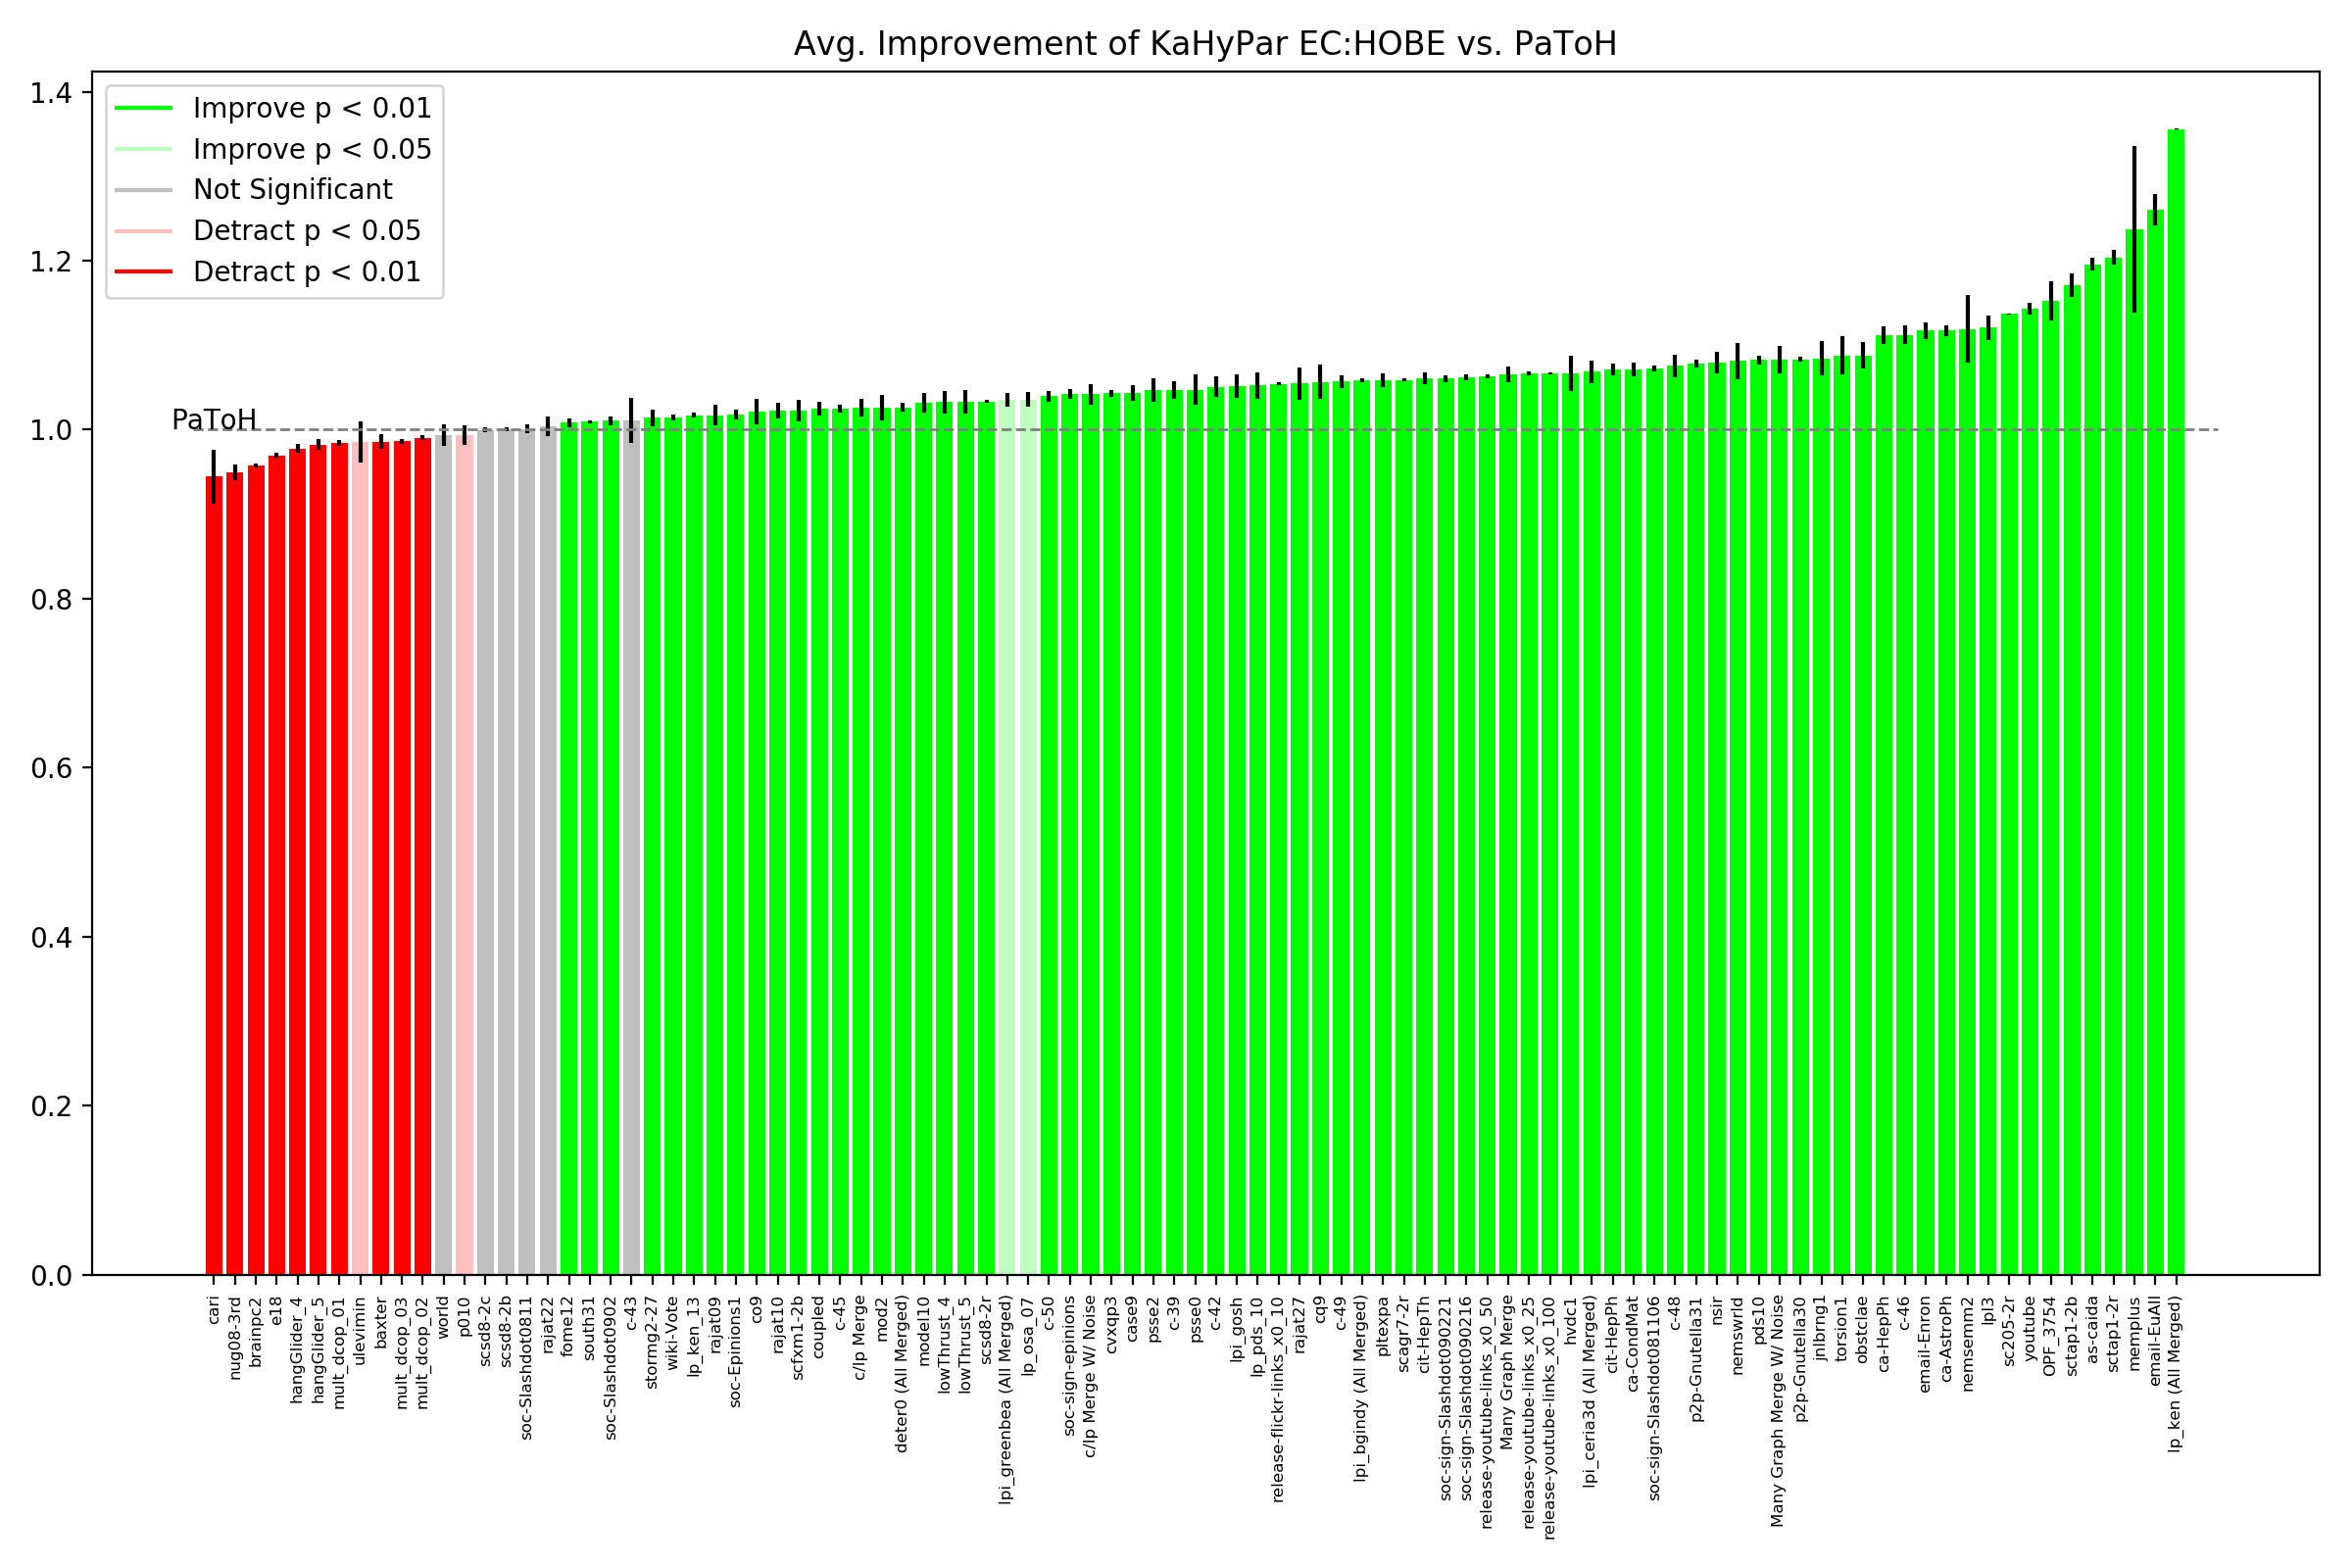 Avg. Improvement of KaHyPar EC:HOBE vs. PaToH
Improve p < 0.01
Improve p < 0.05
Not Significant
Detract p < 0.05
Detract p < 0.01
1.4
1.2
1.0
0.8
0.6
0.4
0.2
0.0
PaToH
cari
nug08-3rd
brainpc2
e18
hangGlider_4
hangGlider_5
mult_dcop_01
ulevimin
baxter
mult_dcop_03
mult_dcop_02
world
p010
scsd8-2c
scsd8-2b
soc-Slashdot0811
rajat22
fome12
south31
soc-Slashdot0902
c-43
stormg2-27
wiki-Vote
lp_ken_13
rajat09
soc-Epinions1
co9
rajat10
scfxm1-2b
coupled
c-45
c/lp Merge
mod2
deter0 (All Merged)
model10
lowThrust_4
lowThrust_5
scsd8-2r
lpi_greenbea (All Merged)
lp_osa_07
c-50
soc-sign-epinions
c/lp Merge W/ Noise
cvxqp3
case9
psse2
c-39
psse0
c-42
lpi_gosh
lp_pds_10
release-flickr-links_x0_10
rajat27
cq9
c-49
lpi_bgindy (All Merged)
pltexpa
scagr7-2r
cit-HepTh
soc-sign-Slashdot090221
soc-sign-Slashdot090216
release-youtube-links_x0_50
Many Graph Merge
release-youtube-links_x0_25
release-youtube-links_x0_100
hvdc1
lpi_ceria3d (All Merged)
cit-HepPh
ca-CondMat
soc-sign-Slashdot081106
c-48
p2p-Gnutella31
nsir
nemswrld
pds10
Many Graph Merge W/ Noise
p2p-Gnutella30
jnlbrng1
torsion1
obstclae
ca-HepPh
c-46
email-Enron
ca-AstroPh
nemsemm2
lpl3
sc205-2r
youtube
OPF_3754
sctap1-2b
as-caida
sctap1-2r
memplus
email-EuAll
lp_ken (All Merged)